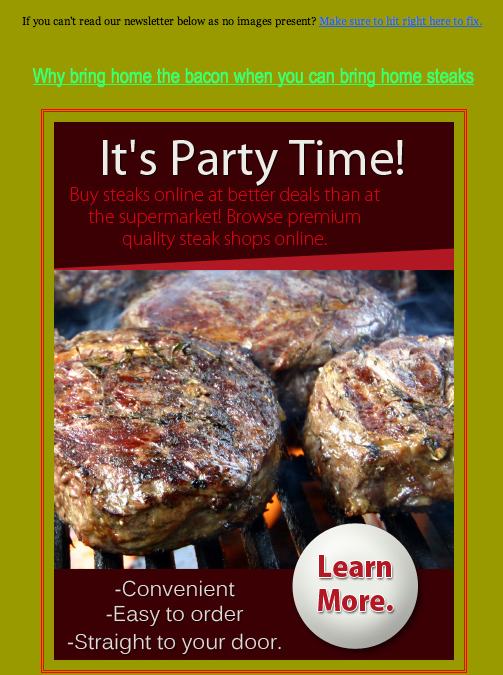 If you can't read our newsletter below as no images present? Make sure to hit right here to fix.
Why bring home the bacon when you can bring home steaks
It's Party Time!
Buy steaks online at better deals than at
the supermarket! Browse premium
quality steak shops online.
Learn
More.
-Convenient
-Easy to order
-Straight to your door.